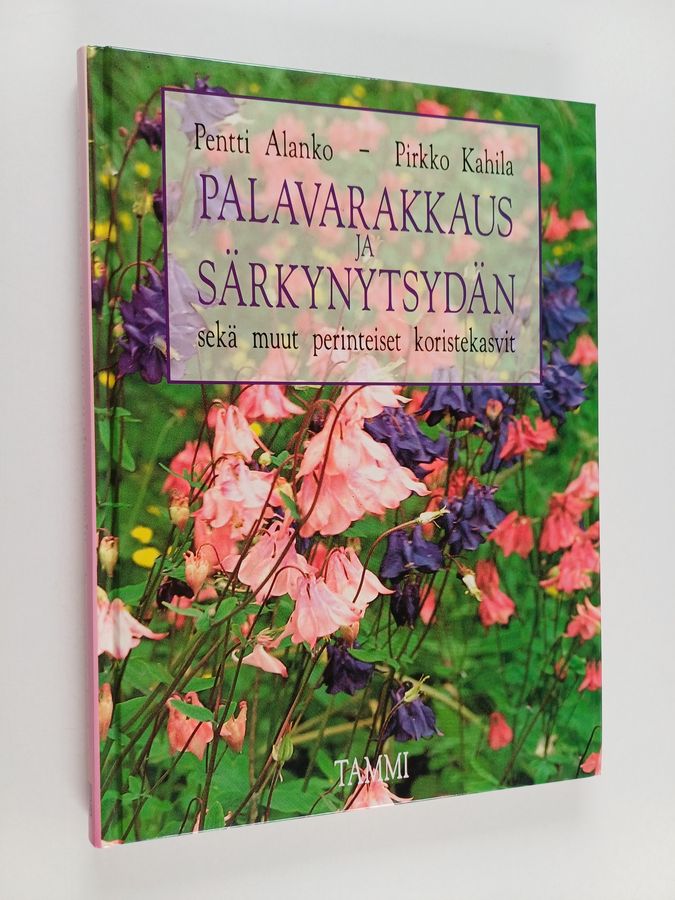 Pentti Alanko – Pirkko Kahila
PALAVARAKKAUS
JA
SÄRKYNYTSYDÄN
sekä muut perinteiset koristekasvit
TAMMI